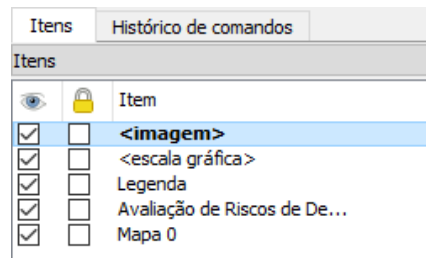 Itens Histórico de comandos
Itens
Item
<imagem>
<escala gráfica>
Legenda
Avaliação de Riscos de De...
Mapa 0